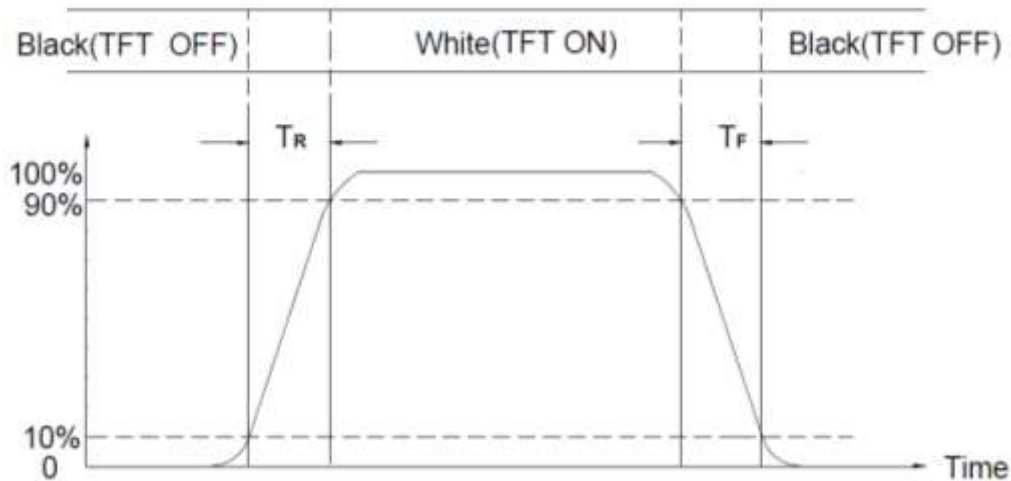 Black(TFT OFF) White(TFT ON) Black(TFT OFF)
TR TF
100%
90%
10%
0
Time